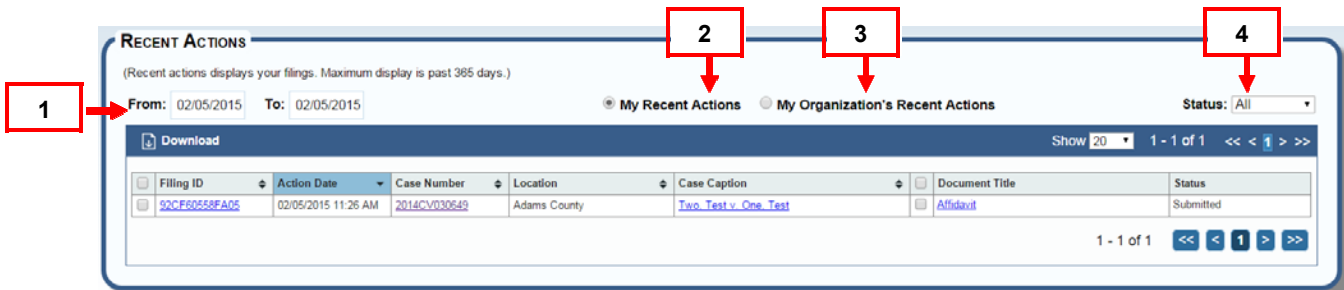 2 3 4
RECENT ACTIONS
(Recent actions displays your filings. Maximum display is past 365 days.)
1 From: 02/05/2015 To: 02/05/2015 My Recent Actions My Organization's Recent Actions Status: All
Download Show 20 1 - 1 of 1 << < 1 > >>
Filing ID Action Date Case Number Location Case Caption Document Title Status
92CF60558FA05 02/05/2015 11:26 AM 2014CV030649 Adams County Two, Test v. One, Test Affidavit Submitted
1 - 1 of 1 << < 1 > >>